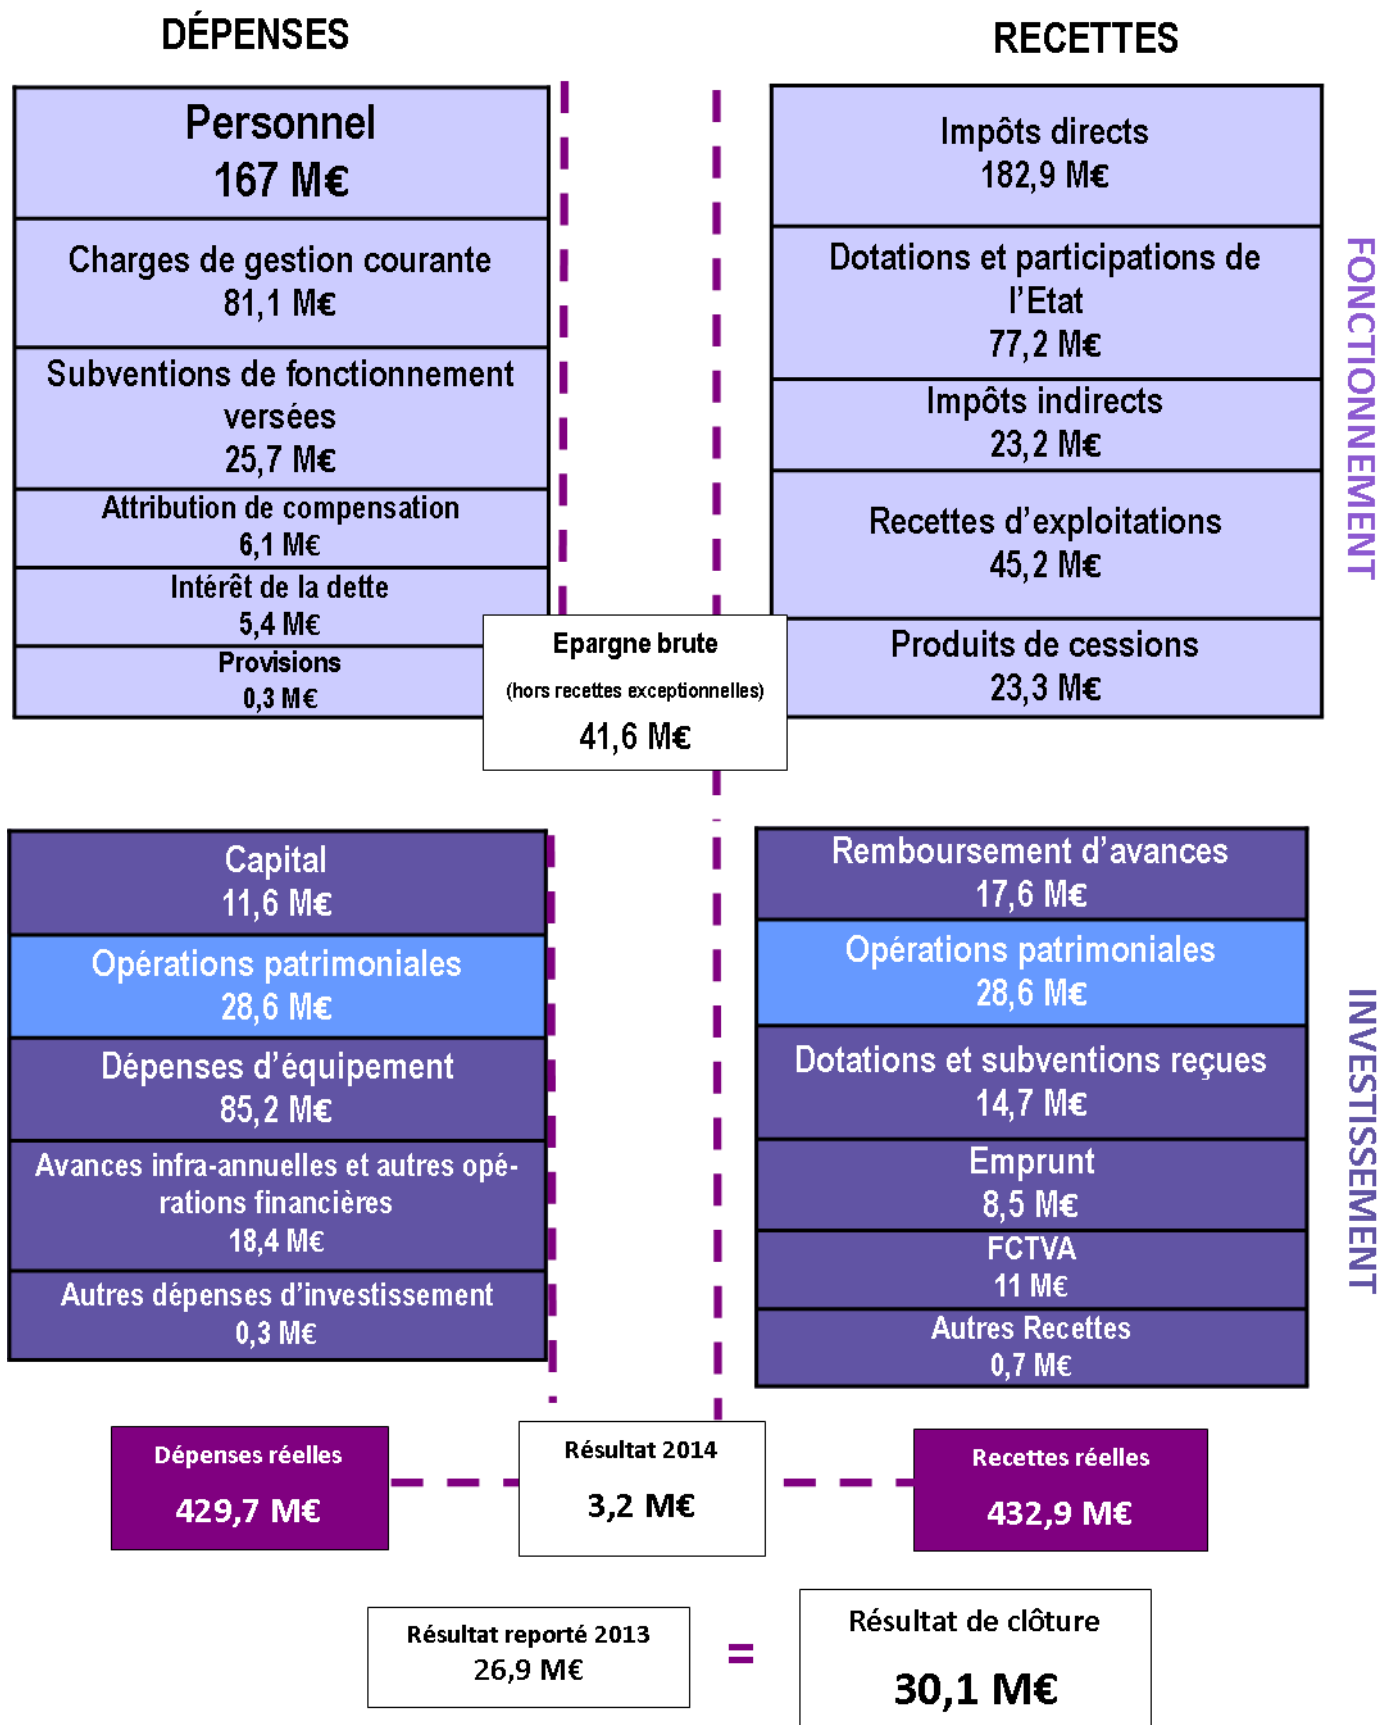 DÉPENSES
RECETTES
Personnel
167 M€
Charges de gestion courante
81,1 M€
Subventions de fonctionnement
versées
25,7 M€
Attribution de compensation
6,1 M€
Intérêt de la dette
5,4 M€
Provisions
0,3 M€
Impôts directs
182,9 M€
Dotations et participations de
l'Etat
77,2 M€
Impôts indirects
23,2 M€
Recettes d'exploitations
45,2 M€
Produits de cessions
23,3 M€
FONCTIONNEMENT
Epargne brute
(hors recettes exceptionnelles)
41,6 M€
Capital
11,6 M€
Opérations patrimoniales
28,6 M€
Dépenses d'équipement
85,2 M€
Avances infra-annuelles et autres opé-
rations financières
18,4 M€
Autres dépenses d'investissement
0,3 M€
Remboursement d'avances
17,6 M€
Opérations patrimoniales
28,6 M€
Dotations et subventions reçues
14,7 M€
Emprunt
8,5 M€
FCTVA
11 M€
Autres Recettes
0,7 M€
INVESTISSEMENT
Dépenses réelles
429,7 M€
Résultat 2014
3,2 M€
Recettes réelles
432,9 M€
Résultat reporté 2013
26,9 M€
=
Résultat de clôture
30,1 M€